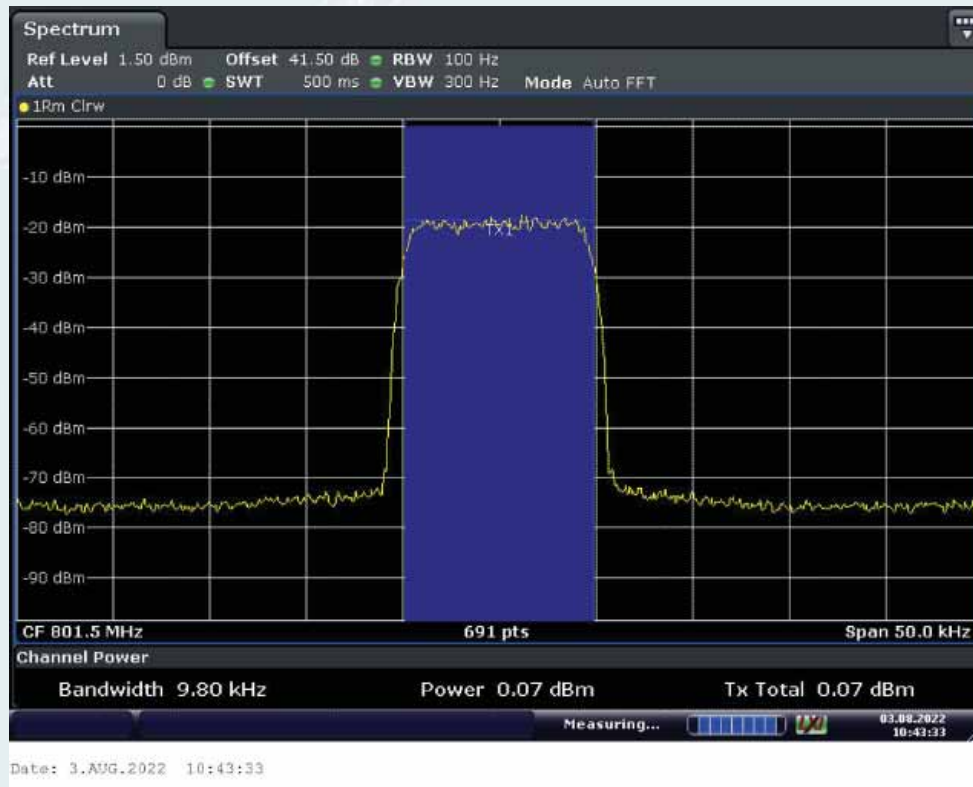 Spectrum
Ref Level 1.50 dBm Offset 41.50 dB RBW 100 Hz
Att 0 dB SWT 500 ms VBW 300 Hz Mode Auto FFT
1Rm Clrw
-10 dBm
-20 dBm
TX1
-30 dBm
-40 dBm
-50 dBm
-60 dBm
-70 dBm
-80 dBm
-90 dBm
CF 801.5 MHz 691 pts Span 50.0 kHz
Channel Power
Bandwidth 9.80 kHz Power 0.07 dBm Tx Total 0.07 dBm
Measuring... 03.08.2022
10:43:33
Date: 3.AUG.2022 10:43:33